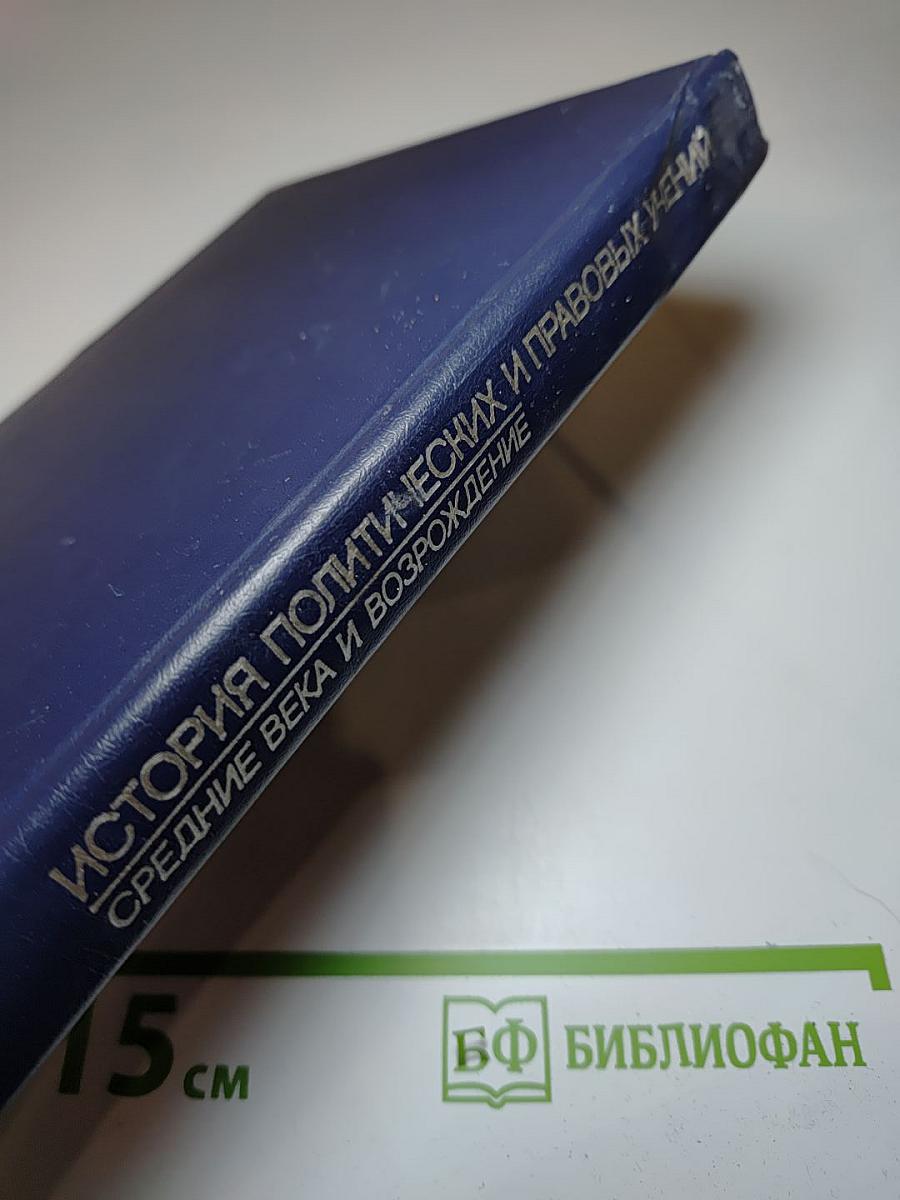 ИСТОРИЯ ПОЛИТИЧЕСКИХ И ПРАВОВЫХ УЧЕНИЙ
СРЕДНИЕ ВЕКА И ВОЗРОЖДЕНИЕ
15 см
БФ БИБЛИОФАН